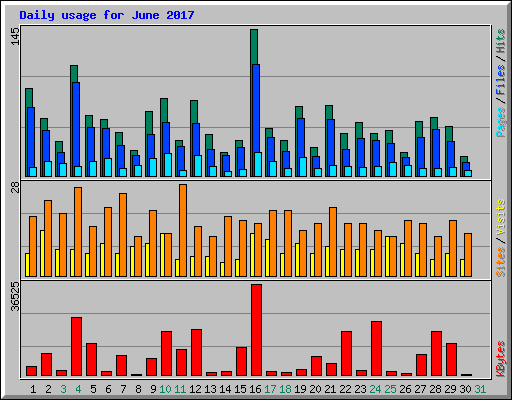 Daily usage for June 2017
145
28
36525
Pages / Files / Hits
Sites / Visits
KBytes
1 2 3 4 5 6 7 8 9 10 11 12 13 14 15 16 17 18 19 20 21 22 23 24 25 26 27 28 29 30 31